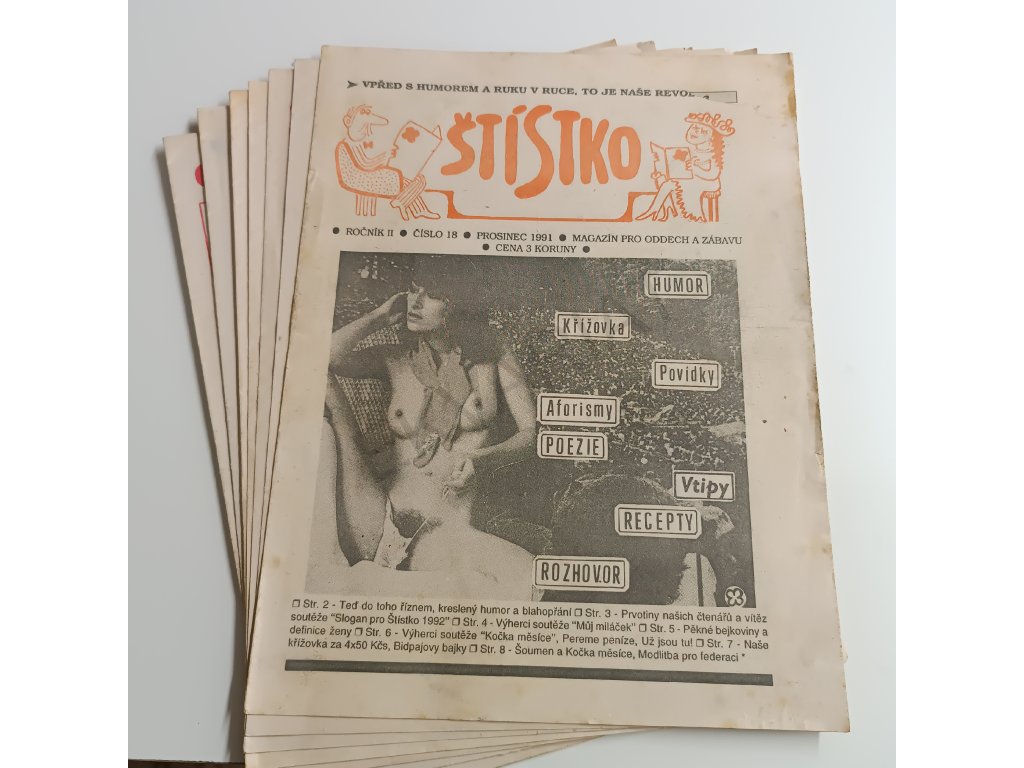 ➤ VPŘED S HUMOREM A RUKU V RUCE, TO JE NAŠE
ŠTÍSTKO
● ROČNÍK II ● ČÍSLO 18 ● PROSINEC 1991 ● MAGAZÍN PRO ODDECH A ZÁBAVU
● CENA 3 KORUNY ●
HUMOR
Křížovka
Povídky
Aforismy
POEZIE
Vtipy
RECEPTY
ROZHOVOR
❒ Str. 2 - Teď do toho říznem, kreslený humor a blahopřání ❒ Str. 3 - Prvotiny našich čtenářů a vítěz
soutěže "Slogan pro Štístko 1992" ❒ Str. 4 - Výherci soutěže "Můj miláček" ❒ Str. 5 - Pěkné bejkoviny a
definice ženy ❒ Str. 6 - Výherci soutěže "Kočka měsíce", Pereme peníze, Už jsou tu! ❒ Str. 7 - Naše
křížovka za 4x50 Kčs, Bidpajovy bajky ❒ Str. 8 - Šoumen a Kočka měsíce, Modlitba pro federaci *